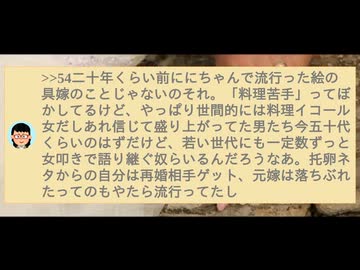 >>54二十年くらい前ににちゃんで流行った絵の
具嫁のことじゃないのそれ。「料理苦手」ってぼ
かしてるけど、やっぱり世間的には料理イコール
女だしあれ信じて盛り上がってた男たち今五十代
くらいのはずだけど、若い世代にも一定数ずっと
女叩きで語り継ぐ奴らいるんだろうなあ。托卵ネ
タからの自分は再婚相手ゲット、元嫁は落ちぶれ
たってのもやたら流行ってたし